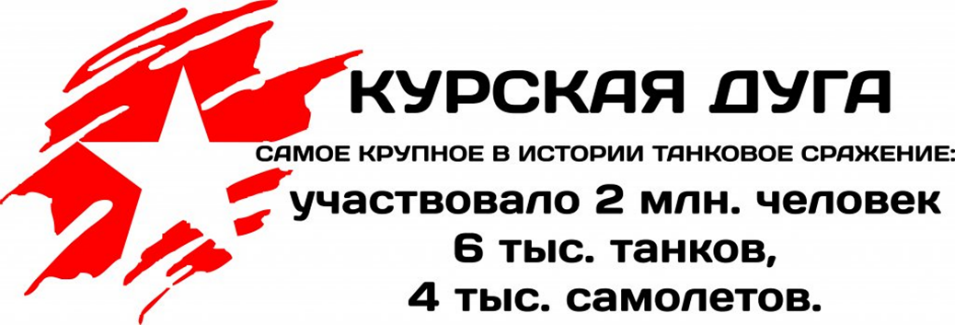 КУРСКАЯ ДУГА
САМОЕ КРУПНОЕ В ИСТОРИИ ТАНКОВОЕ СРАЖЕНИЕ:
участвовало 2 млн. человек
6 тыс. танков,
4 тыс. самолетов.